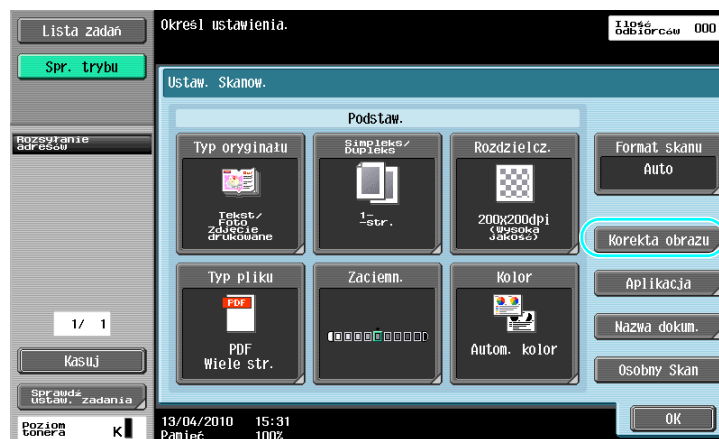 Lista zadań
Określ ustawienia.
Ilość
odbiorców 000
Spr. trybu
Ustaw. Skanow.
Podstaw.
Rozsyłanie
adresów
Typ oryginału
Simpleks/
Dupleks
Rozdzielcz.
Format skanu
Auto
Tekst/
Foto
Zdjęcie
drukowane
1-
-str.
200x200dpi
(Wysoka
jakość)
Korekta obrazu
Typ pliku
Zaciemn.
Kolor
Aplikacja
PDF
PDF
Wiele str.
Autom. kolor
1/ 1
Nazwa dokum.
Kasuj
Osobny Skan
Sprawdź
ustaw. zadania
OK
Poziom
tonera K
13/04/2010 15:31
Pamięć 100%